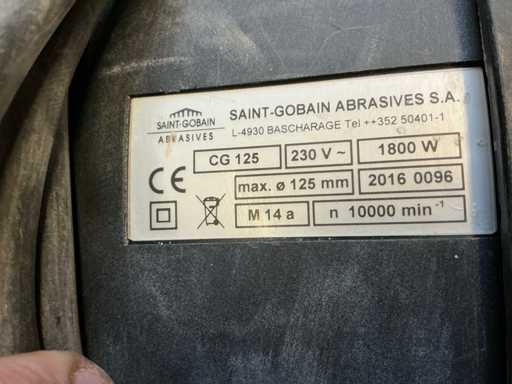 SAINT-GOBAIN
ABRASIVES
SAINT-GOBAIN ABRASIVES S.A.
L-4930 BASCHARAGE Tel ++352 50401-1
CG 125 230 V ~ 1800 W
CE max. ø 125 mm 2016 0096
M 14 a n 10000 min⁻¹